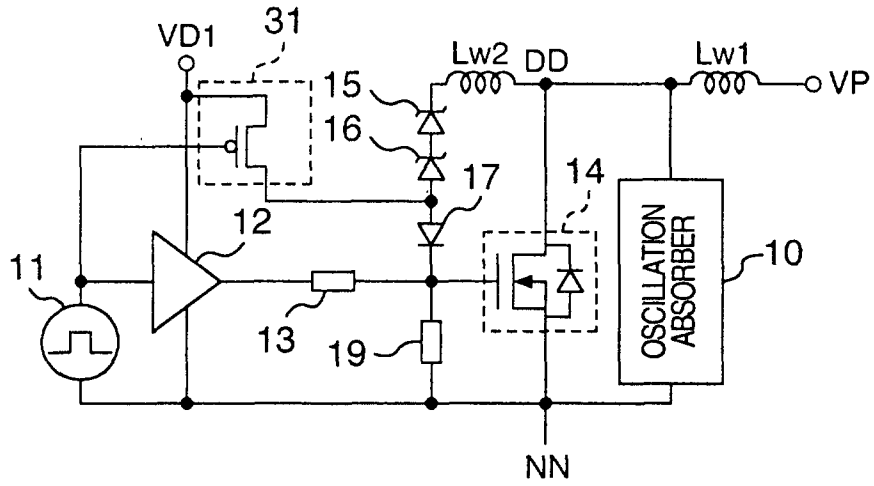 31
VD1
Lw2
DD
Lw1
VP
15
16
17
14
12
11
13
19
OSCILLATION
ABSORBER
10
NN